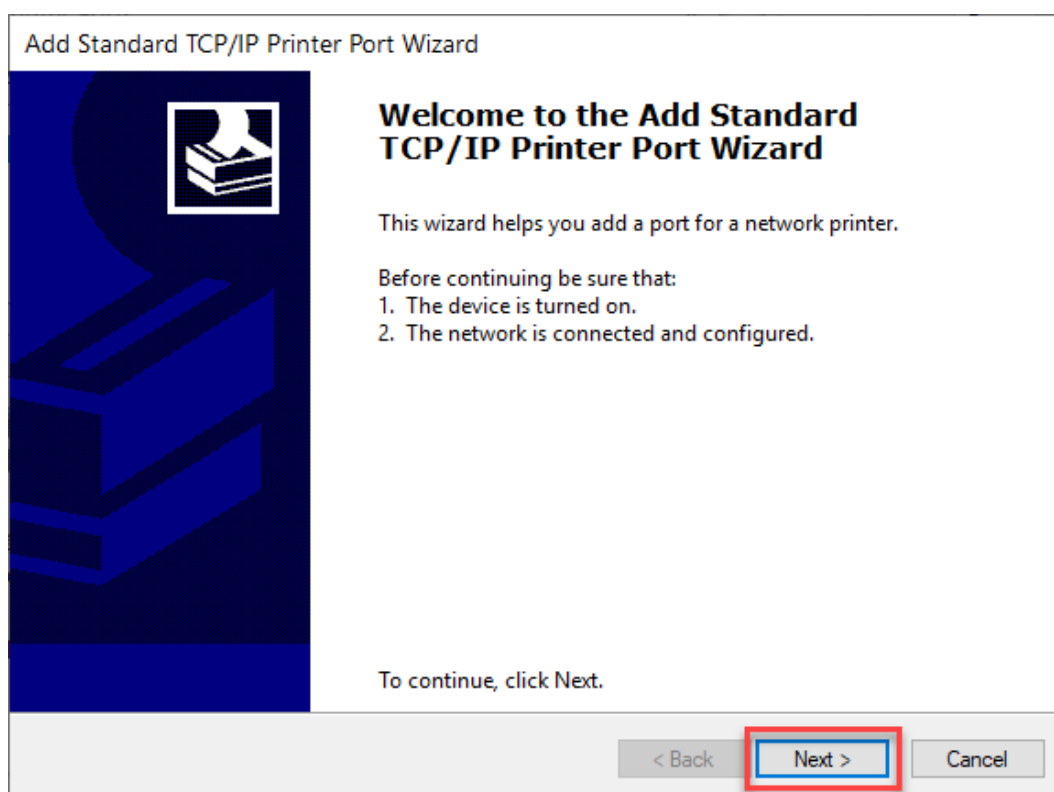 Add Standard TCP/IP Printer Port Wizard
Welcome to the Add Standard
TCP/IP Printer Port Wizard
This wizard helps you add a port for a network printer.
Before continuing be sure that:
1. The device is turned on.
2. The network is connected and configured.
To continue, click Next.
< Back
Next >
Cancel